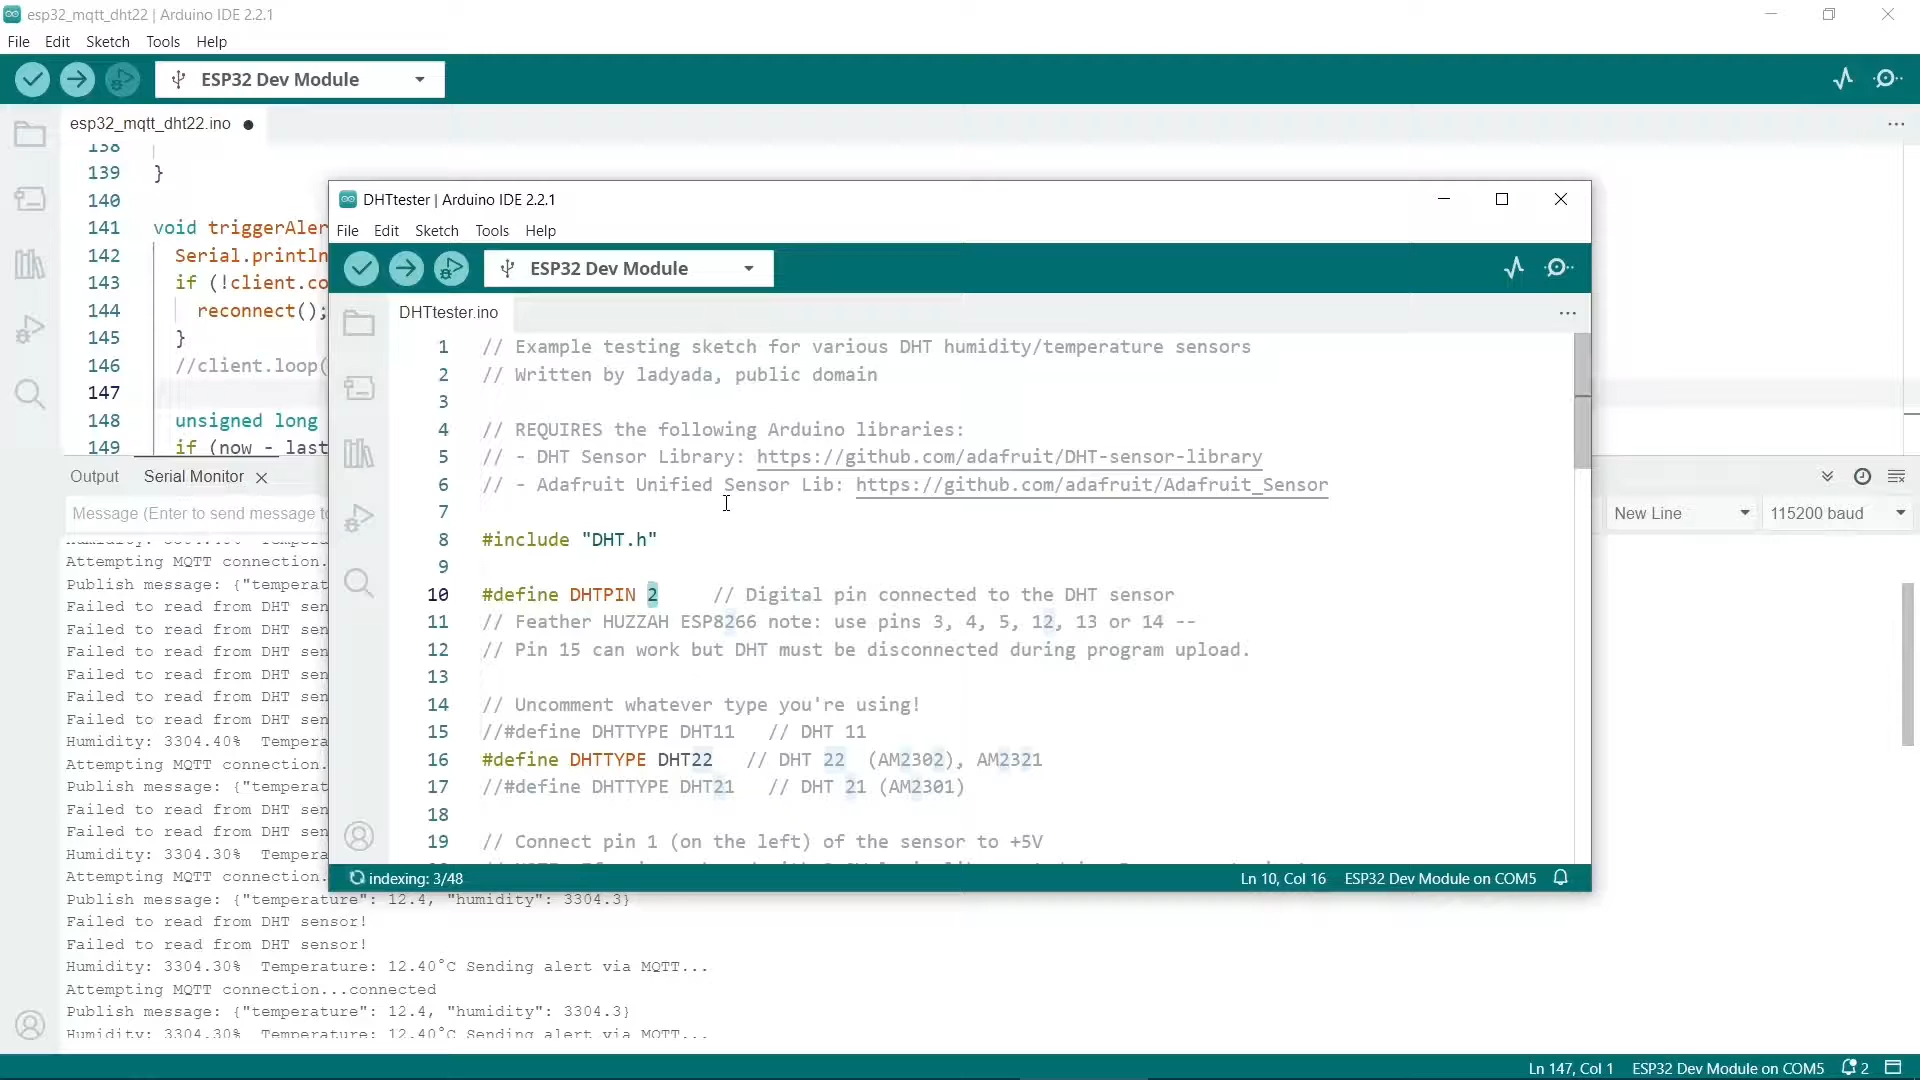 esp32_mqtt_dht22 | Arduino IDE 2.2.1
File Edit Sketch Tools Help
ESP32 Dev Module
esp32_mqtt_dht22.ino
138
139 }
140
141 void triggerAler
142 Serial.println
143 if (!client.co
144 reconnect();
145 }
146 //client.loop(
147
148 unsigned long
149 if (now - last
Output Serial Monitor
Message (Enter to send message to
New Line 115200 baud
Attempting MQTT connection.
Publish message: {"temperat
Failed to read from DHT sen
Failed to read from DHT sen
Failed to read from DHT sen
Failed to read from DHT sen
Failed to read from DHT sen
Failed to read from DHT sen
Humidity: 3304.40% Tempera
Attempting MQTT connection.
Publish message: {"temperat
Failed to read from DHT sen
Failed to read from DHT sen
Humidity: 3304.30% Tempera
Attempting MQTT connection.
Publish message: {"temperature": 12.4, "humidity": 3304.3}
Failed to read from DHT sensor!
Failed to read from DHT sensor!
Humidity: 3304.30% Temperature: 12.40°C Sending alert via MQTT...
Attempting MQTT connection...connected
Publish message: {"temperature": 12.4, "humidity": 3304.3}
Humidity: 3304.30% Temperature: 12.40°C Sending alert via MQTT...
Ln 147, Col 1 ESP32 Dev Module on COM5 2
DHTtester | Arduino IDE 2.2.1
File Edit Sketch Tools Help
ESP32 Dev Module
DHTtester.ino
1 // Example testing sketch for various DHT humidity/temperature sensors
2 // Written by ladyada, public domain
3
4 // REQUIRES the following Arduino libraries:
5 // - DHT Sensor Library: https://github.com/adafruit/DHT-sensor-library
6 // - Adafruit Unified Sensor Lib: https://github.com/adafruit/Adafruit_Sensor
7
8 #include "DHT.h"
9
10 #define DHTPIN 2 // Digital pin connected to the DHT sensor
11 // Feather HUZZAH ESP8266 note: use pins 3, 4, 5, 12, 13 or 14 --
12 // Pin 15 can work but DHT must be disconnected during program upload.
13
14 // Uncomment whatever type you're using!
15 //#define DHTTYPE DHT11 // DHT 11
16 #define DHTTYPE DHT22 // DHT 22 (AM2302), AM2321
17 //#define DHTTYPE DHT21 // DHT 21 (AM2301)
18
19 // Connect pin 1 (on the left) of the sensor to +5V
indexing: 3/48 Ln 10, Col 16 ESP32 Dev Module on COM5